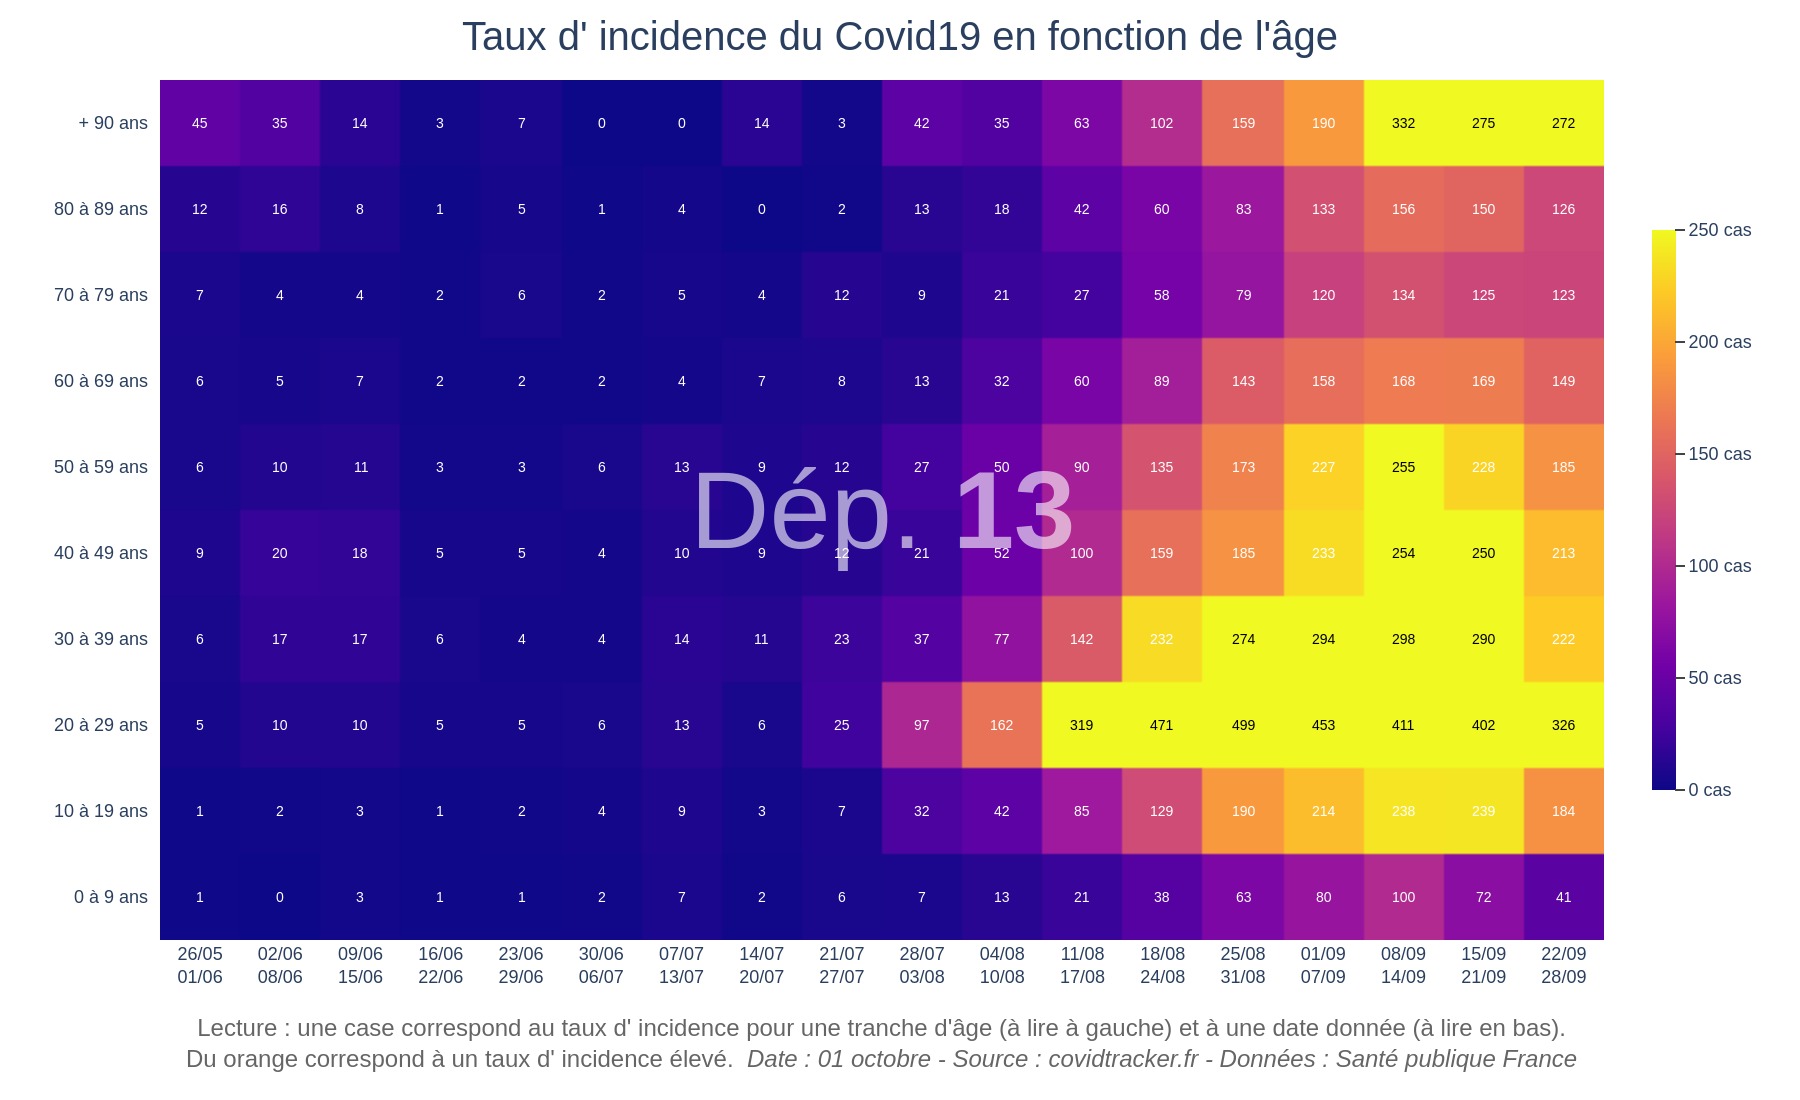 Taux d' incidence du Covid19 en fonction de l'âge
+ 90 ans 45 35 14 3 7 0 0 14 3 42 35 63 102 159 190 332 275 272
80 à 89 ans 12 16 8 1 5 1 4 0 2 13 18 42 60 83 133 156 150 126
70 à 79 ans 7 4 4 2 6 2 5 4 12 9 21 27 58 79 120 134 125 123
60 à 69 ans 6 5 7 2 2 2 4 7 8 13 32 60 89 143 158 168 169 149
50 à 59 ans 6 10 11 3 3 6 13 9 12 27 50 90 135 173 227 255 228 185
Dép. 13
40 à 49 ans 9 20 18 5 5 4 10 9 12 21 52 100 159 185 233 254 250 213
30 à 39 ans 6 17 17 6 4 4 14 11 23 37 77 142 232 274 294 298 290 222
20 à 29 ans 5 10 10 5 5 6 13 6 25 97 162 319 471 499 453 411 402 326
10 à 19 ans 1 2 3 1 2 4 9 3 7 32 42 85 129 190 214 238 239 184
0 à 9 ans 1 0 3 1 1 2 7 2 6 7 13 21 38 63 80 100 72 41
26/05 02/06 09/06 16/06 23/06 30/06 07/07 14/07 21/07 28/07 04/08 11/08 18/08 25/08 01/09 08/09 15/09 22/09
01/06 08/06 15/06 22/06 29/06 06/07 13/07 20/07 27/07 03/08 10/08 17/08 24/08 31/08 07/09 14/09 21/09 28/09
250 cas
200 cas
150 cas
100 cas
50 cas
0 cas
Lecture : une case correspond au taux d' incidence pour une tranche d'âge (à lire à gauche) et à une date donnée (à lire en bas).
Du orange correspond à un taux d' incidence élevé. Date : 01 octobre - Source : covidtracker.fr - Données : Santé publique France